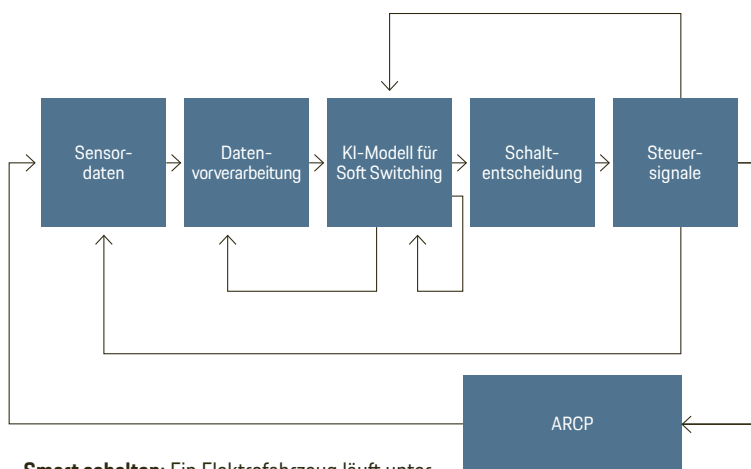 Sensor-
daten
Daten-
vorverarbeitung
KI-Modell für
Soft Switching
Schalt-
entscheidung
Steuer-
signale
ARCP
Smart schalten: Ein Elektrofahrzeug läuft unter